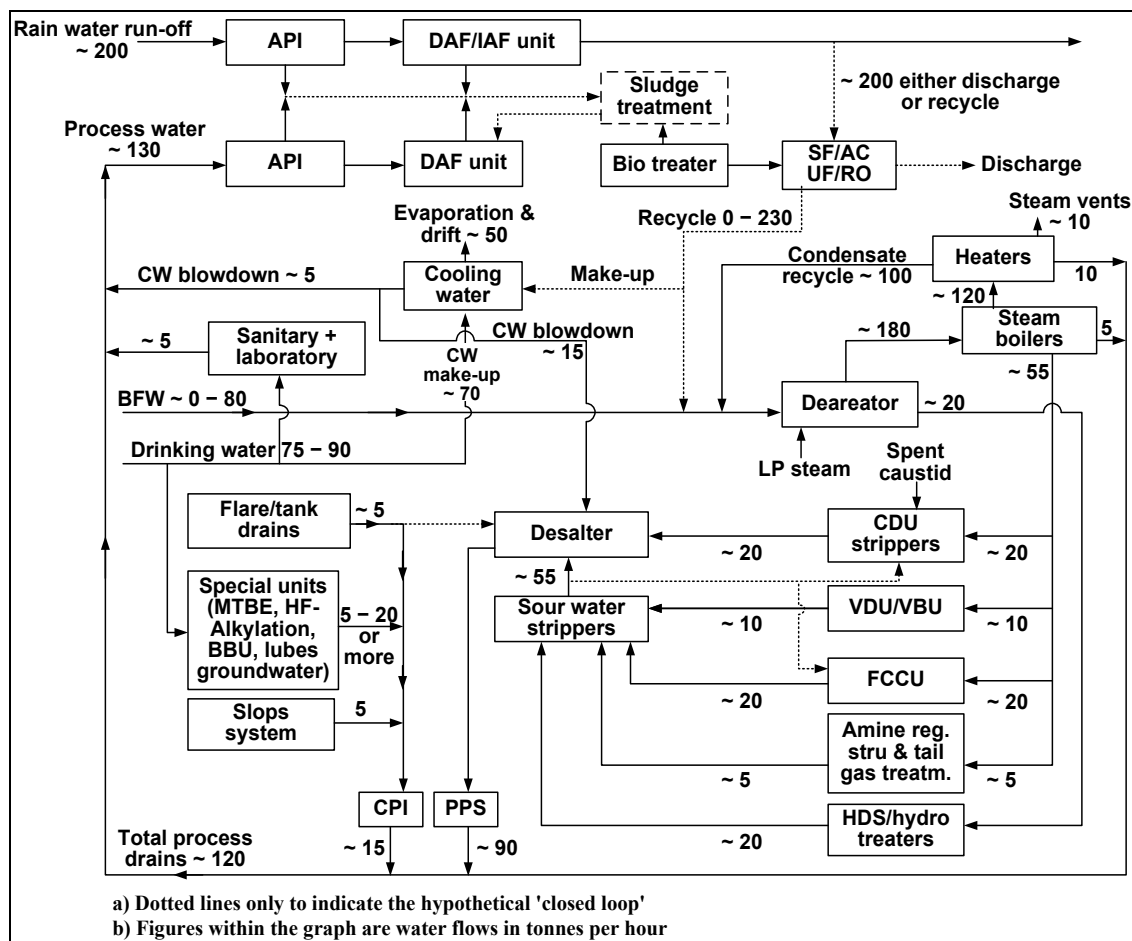 Rain water run-off
~ 200
API
DAF/IAF unit
Sludge
treatment
~ 200 either discharge
or recycle
Process water
~ 130
API
DAF unit
Bio treater
SF/AC
UF/RO
Discharge
Steam vents
~ 10
Evaporation &
drift ~ 50
Recycle 0 – 230
CW blowdown ~ 5
Cooling
water
Make-up
Condensate
recycle ~ 100
Heaters
10
~ 120
~ 5
Sanitary +
laboratory
CW blowdown
~ 15
~ 180
Steam
boilers
5
CW
make-up
~ 70
~ 55
BFW ~ 0 – 80
Deareator
~ 20
Drinking water 75 – 90
LP steam
Spent
caustid
Flare/tank
drains
~ 5
Desalter
~ 20
CDU
strippers
~ 20
Special units
(MTBE, HF-
Alkylation,
BBU, lubes
groundwater)
5 – 20
or
more
~ 55
Sour water
strippers
~ 10
VDU/VBU
~ 10
~ 20
FCCU
~ 20
Slops
system
5
~ 5
Amine reg.
stru & tail
gas treatm.
~ 5
CPI
PPS
~ 20
HDS/hydro
treaters
Total process
drains ~ 120
~ 15
~ 90
a) Dotted lines only to indicate the hypothetical 'closed loop'
b) Figures within the graph are water flows in tonnes per hour